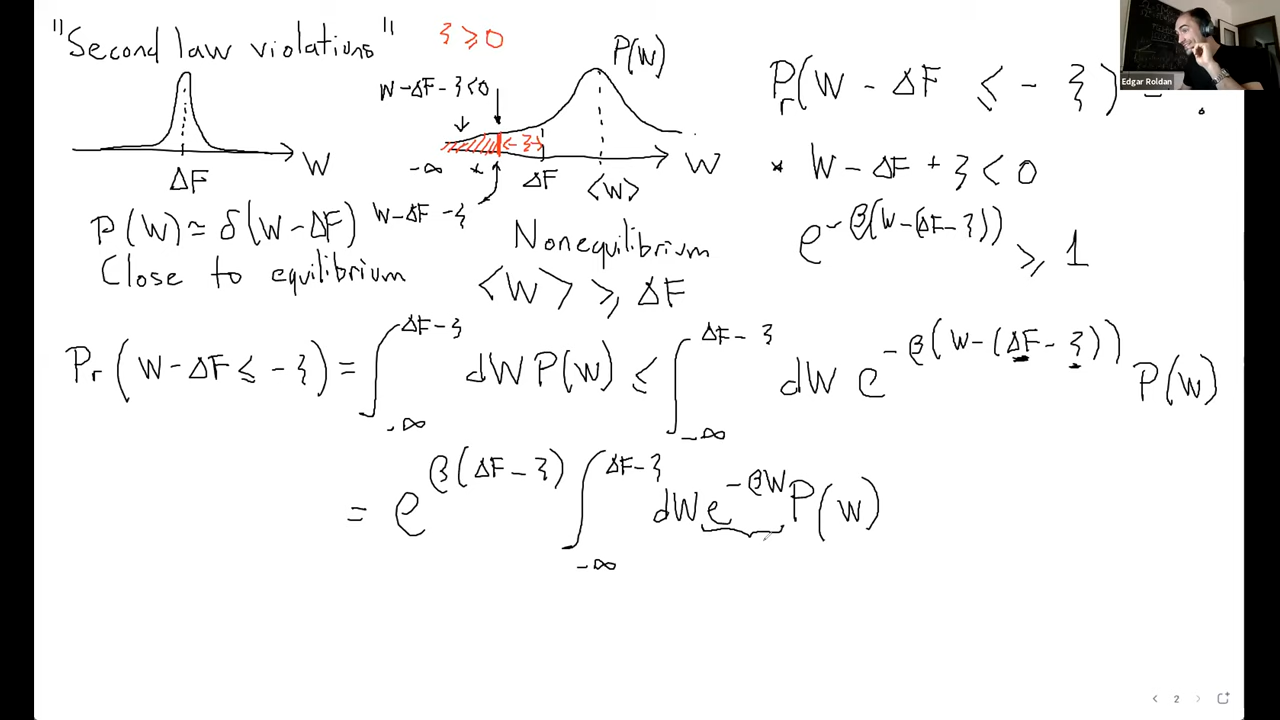 "Second law violations"
ξ ≥ 0
P(W)
W - ΔF - ξ < 0
← ξ →
-∞
*
ΔF
⟨W⟩
W
ΔF
W
W - ΔF - ξ
P(W) ≃ δ(W - ΔF)
Close to equilibrium
Nonequilibrium
⟨W⟩ ≥ ΔF
Pr(W - ΔF ≤ - ξ) = ?
* W - ΔF + ξ < 0
e^{-β(W - (ΔF - ξ))} ≥ 1
Pr(W - ΔF ≤ - ξ) = ∫_{-∞}^{ΔF - ξ} dW P(W) ≤ ∫_{-∞}^{ΔF - ξ} dW e^{-β(W - (ΔF - ξ))} P(W)
= e^{β(ΔF - ξ)} ∫_{-∞}^{ΔF - ξ} dW e^{-βW} P(W)
Edgar Roldan
2